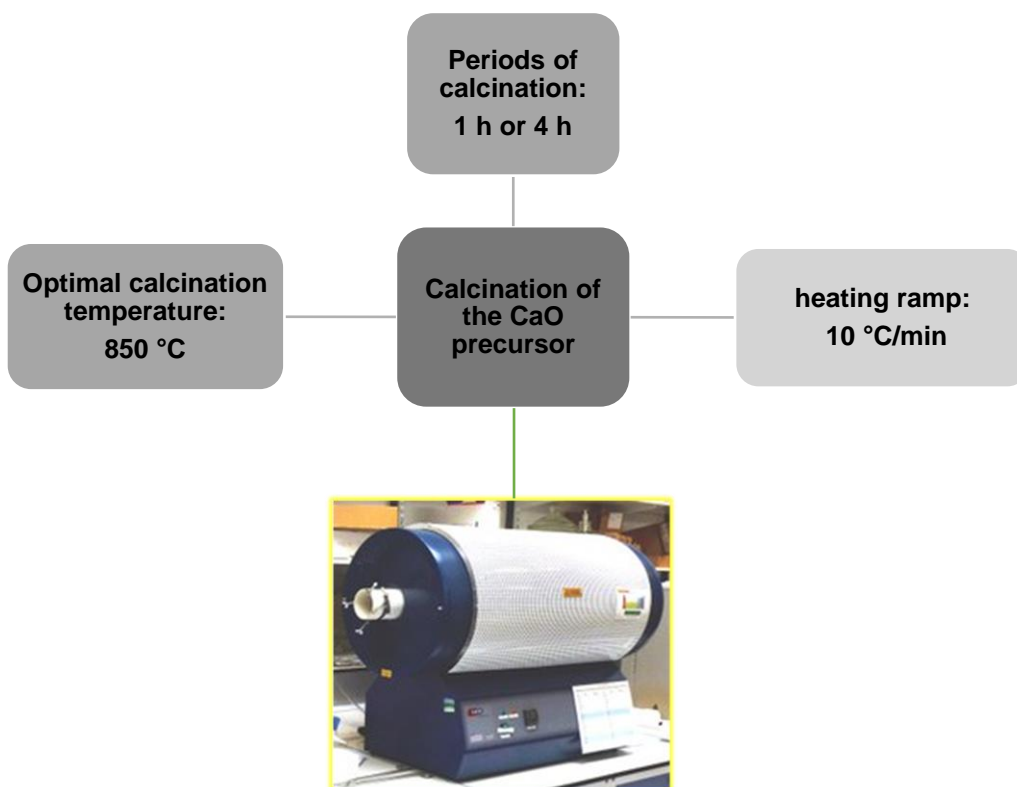 Periods of
calcination:
1 h or 4 h
Optimal calcination
temperature:
850 °C
Calcination of
the CaO
precursor
heating ramp:
10 °C/min